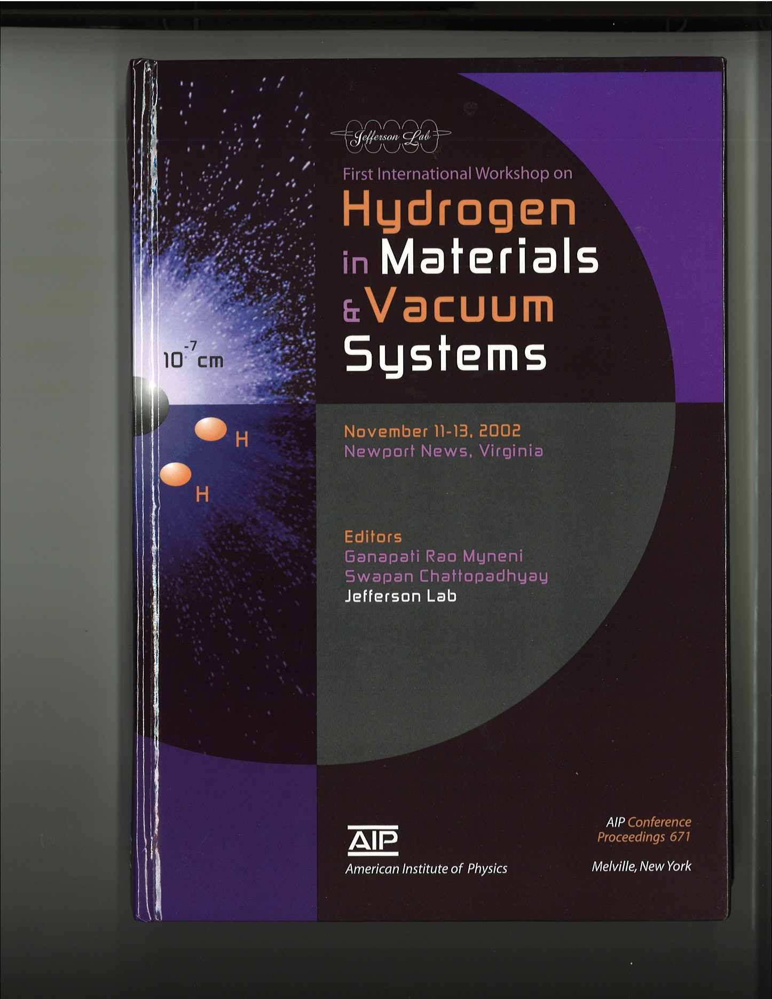 Jefferson Lab
First International Workshop on
Hydrogen
in Materials
& Vacuum
Systems
10⁻⁷ cm
H
H
November 11-13, 2002
Newport News, Virginia
Editors
Ganapati Rao Myneni
Swapan Chattopadhyay
Jefferson Lab
AIP
American Institute of Physics
AIP Conference
Proceedings 671
Melville, New York